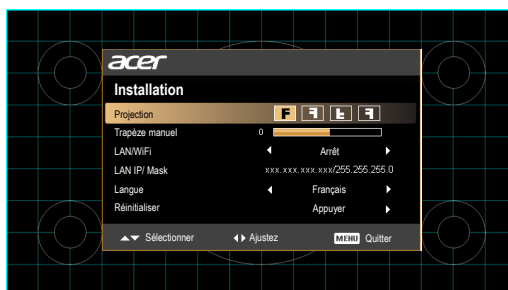 acer
Installation
Projection F F F F
Trapèze manuel 0
LAN/WiFi Arrêt
LAN IP/ Mask xxx.xxx.xxx.xxx/255.255.255.0
Langue Français
Réinitialiser Appuyer
Sélectionner Ajustez MENU Quitter